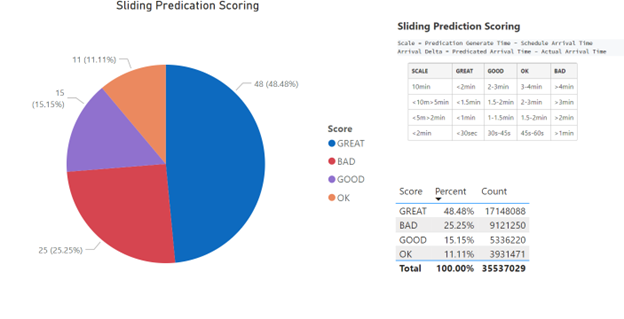 Sliding Predication Scoring
11 (11.11%)
48 (48.48%)
15
(15.15%)
25 (25.25%)
Score
GREAT
BAD
GOOD
OK
Sliding Prediction Scoring
Scale = Predication Generate Time - Schedule Arrival Time
Arrival Delta = Predicated Arrival Time - Actual Arrival Time
SCALE GREAT GOOD OK BAD
10min <2min 2-3min 3-4min >4min
<10m>5min <1.5min 1.5-2min 2-3min >3min
<5m>2min <1min 1-1.5min 1.5-2min >2min
<2min <30sec 30s-45s 45s-60s >1min
Score Percent Count
GREAT 48.48% 17148088
BAD 25.25% 9121250
GOOD 15.15% 5336220
OK 11.11% 3931471
Total 100.00% 35537029